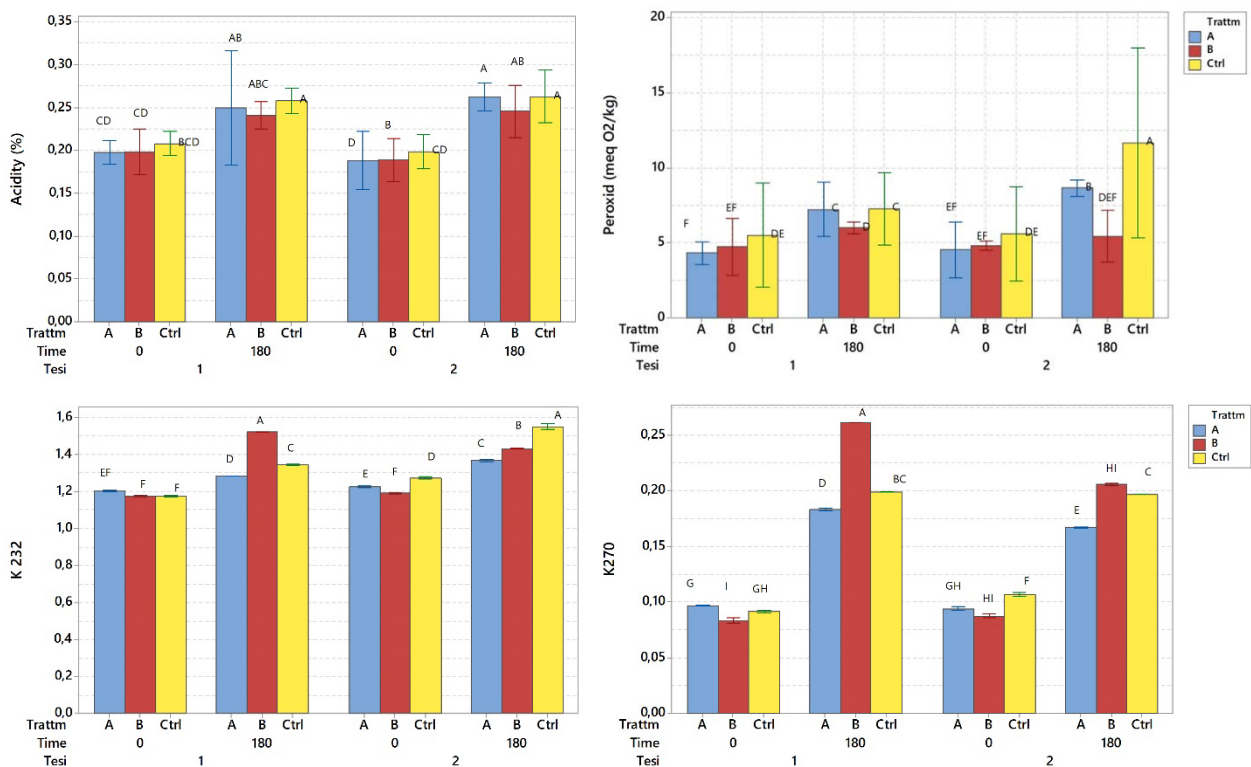 0,35
0,30
0,25
0,20
0,15
0,10
0,05
0,00
Acidity (%)
CD CD BCD
AB ABC A
D B CD
A AB A
Trattm A B Ctrl A B Ctrl A B Ctrl A B Ctrl
Time 0 180 0 180
Tesi 1 2
20
15
10
5
0
Peroxid (meq O2/kg)
F EF DE
C D C
EF EF DE
B DEF A
Trattm A B Ctrl A B Ctrl A B Ctrl A B Ctrl
Time 0 180 0 180
Tesi 1 2
Trattm
A
B
Ctrl
1,6
1,4
1,2
1,0
0,8
0,6
0,4
0,2
0,0
K 232
EF F F
D A C
E F D
C B A
Trattm A B Ctrl A B Ctrl A B Ctrl A B Ctrl
Time 0 180 0 180
Tesi 1 2
0,25
0,20
0,15
0,10
0,05
0,00
K270
G I GH
D A BC
GH HI F
E HI C
Trattm A B Ctrl A B Ctrl A B Ctrl A B Ctrl
Time 0 180 0 180
Tesi 1 2
Trattm
A
B
Ctrl